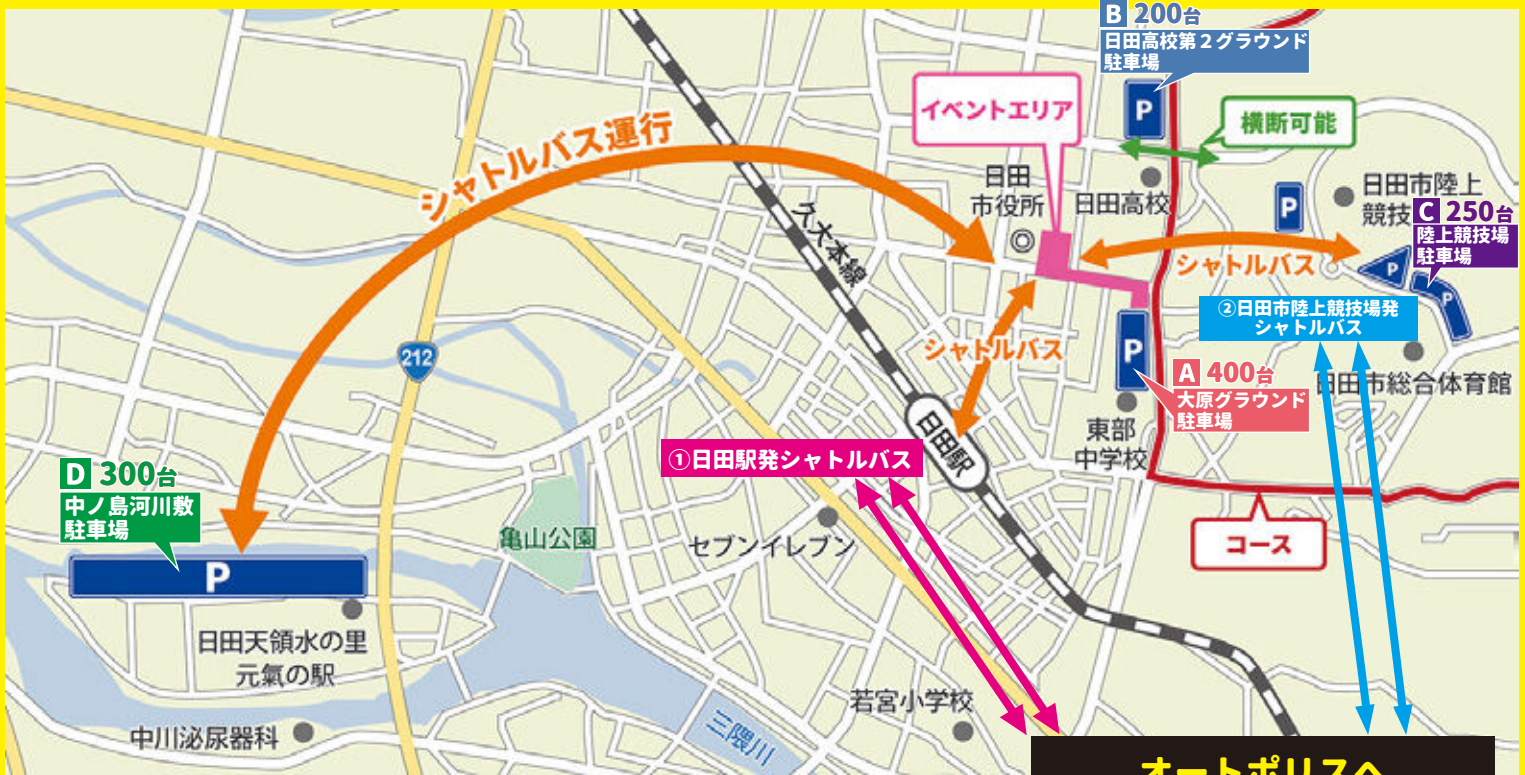 B 200台
日田高校第２グラウンド
駐車場
イベントエリア
横断可能
シャトルバス運行
日田
市役所
日田高校
日田市陸上
競技
C 250台
陸上競技場
駐車場
P
P
P
P
久大本線
シャトルバス
②日田市陸上競技場発
シャトルバス
212
シャトルバス
P
A 400台
大原グラウンド
駐車場
日田市総合体育館
日田駅
東部
中学校
①日田駅発シャトルバス
D 300台
中ノ島河川敷
駐車場
P
亀山公園
セブンイレブン
コース
日田天領水の里
元氣の駅
若宮小学校
中川泌尿器科
三隈川
オートポリスへ